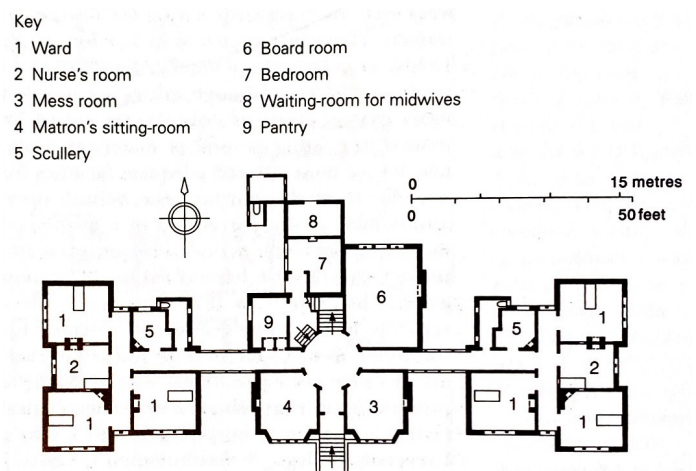 Key
1 Ward
2 Nurse's room
3 Mess room
4 Matron's sitting-room
5 Scullery
6 Board room
7 Bedroom
8 Waiting-room for midwives
9 Pantry
0 15 metres
0 50 feet
8
7
6
1
5
9
5
1
2
2
1
1
4
3
1
1